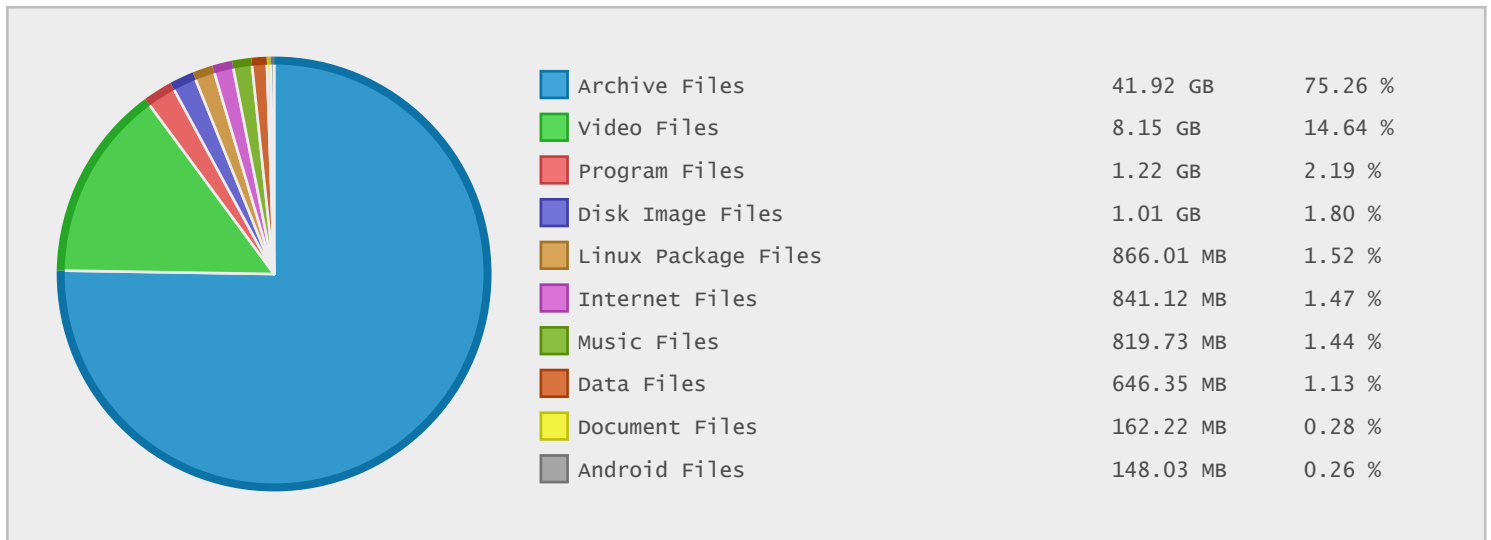 Archive Files 41.92 GB 75.26 %
Video Files 8.15 GB 14.64 %
Program Files 1.22 GB 2.19 %
Disk Image Files 1.01 GB 1.80 %
Linux Package Files 866.01 MB 1.52 %
Internet Files 841.12 MB 1.47 %
Music Files 819.73 MB 1.44 %
Data Files 646.35 MB 1.13 %
Document Files 162.22 MB 0.28 %
Android Files 148.03 MB 0.26 %